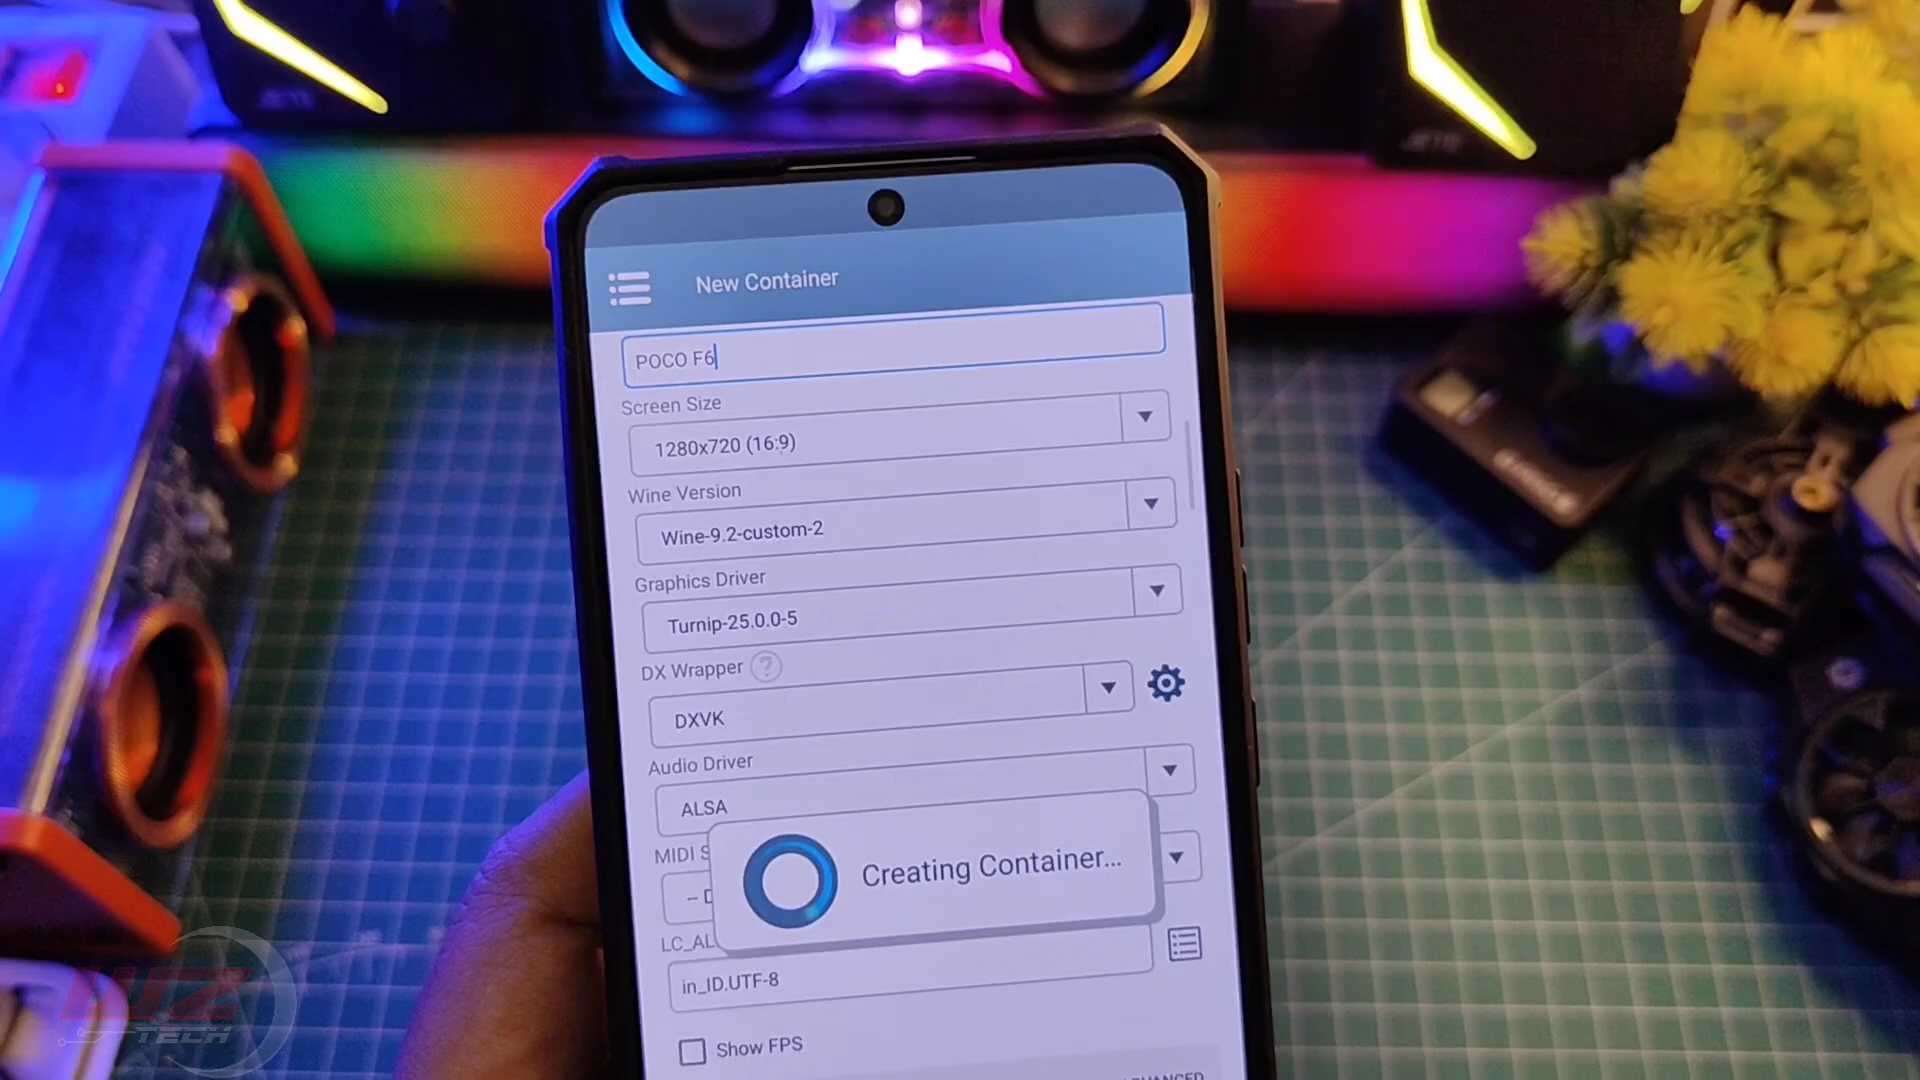 New Container
POCO F6
Screen Size
1280x720 (16:9)
Wine Version
Wine-9.2-custom-2
Graphics Driver
Turnip-25.0.0-5
DX Wrapper ?
DXVK
Audio Driver
ALSA
MIDI S
-- D
Creating Container...
LC_AL
in_ID.UTF-8
Show FPS
TECH